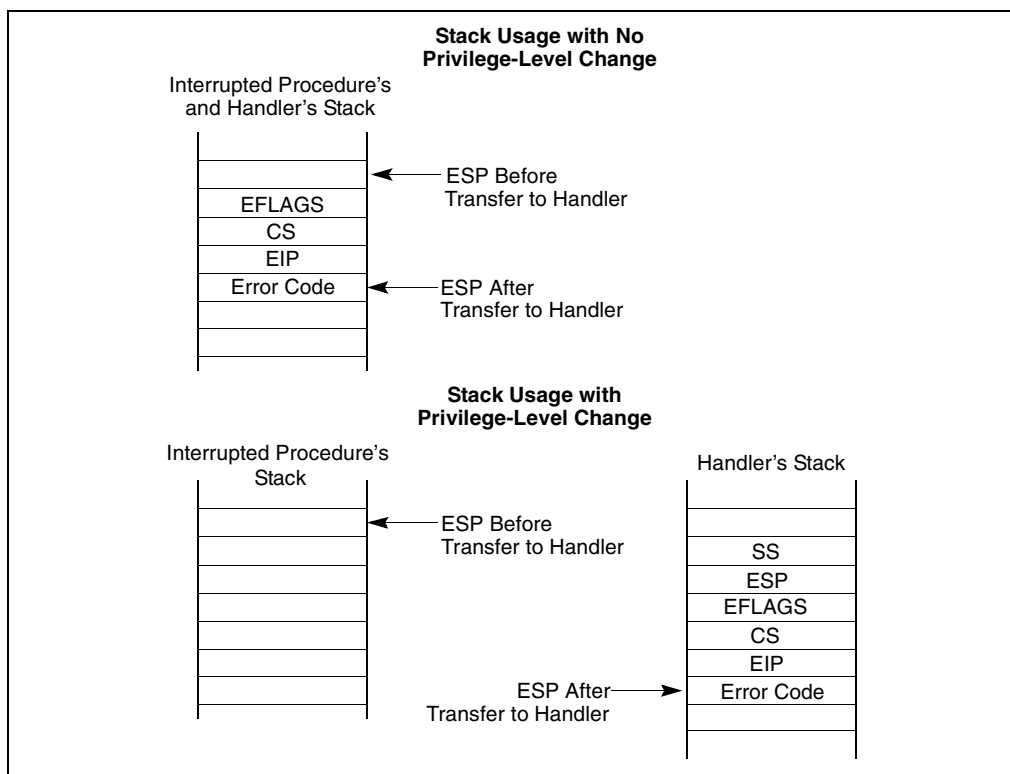 Stack Usage with No
Privilege-Level Change
Interrupted Procedure's
and Handler's Stack
ESP Before
Transfer to Handler
EFLAGS
CS
EIP
Error Code
ESP After
Transfer to Handler
Stack Usage with
Privilege-Level Change
Interrupted Procedure's
Stack
Handler's Stack
ESP Before
Transfer to Handler
SS
ESP
EFLAGS
CS
EIP
Error Code
ESP After
Transfer to Handler